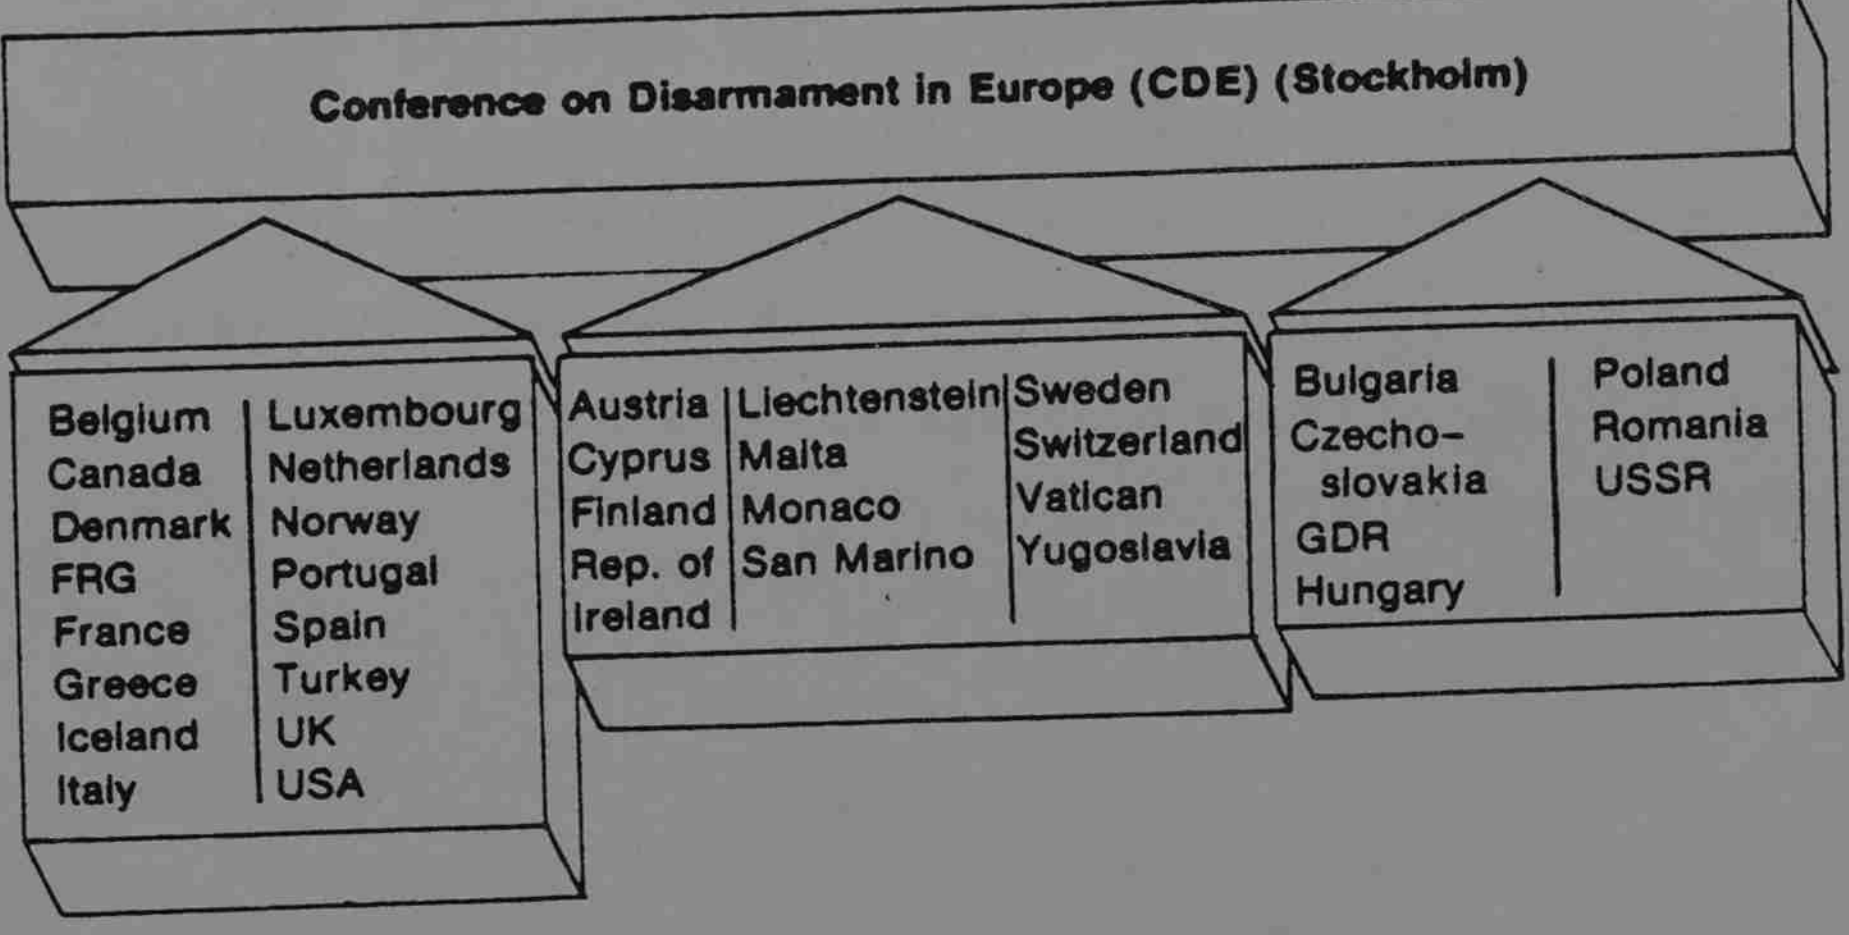 Conference on Disarmament in Europe (CDE) (Stockholm)
Belgium
Canada
Denmark
FRG
France
Greece
Iceland
Italy
Luxembourg
Netherlands
Norway
Portugal
Spain
Turkey
UK
USA
Austria
Cyprus
Finland
Rep. of
Ireland
Liechtenstein
Malta
Monaco
San Marino
Sweden
Switzerland
Vatican
Yugoslavia
Bulgaria
Czecho-
slovakia
GDR
Hungary
Poland
Romania
USSR